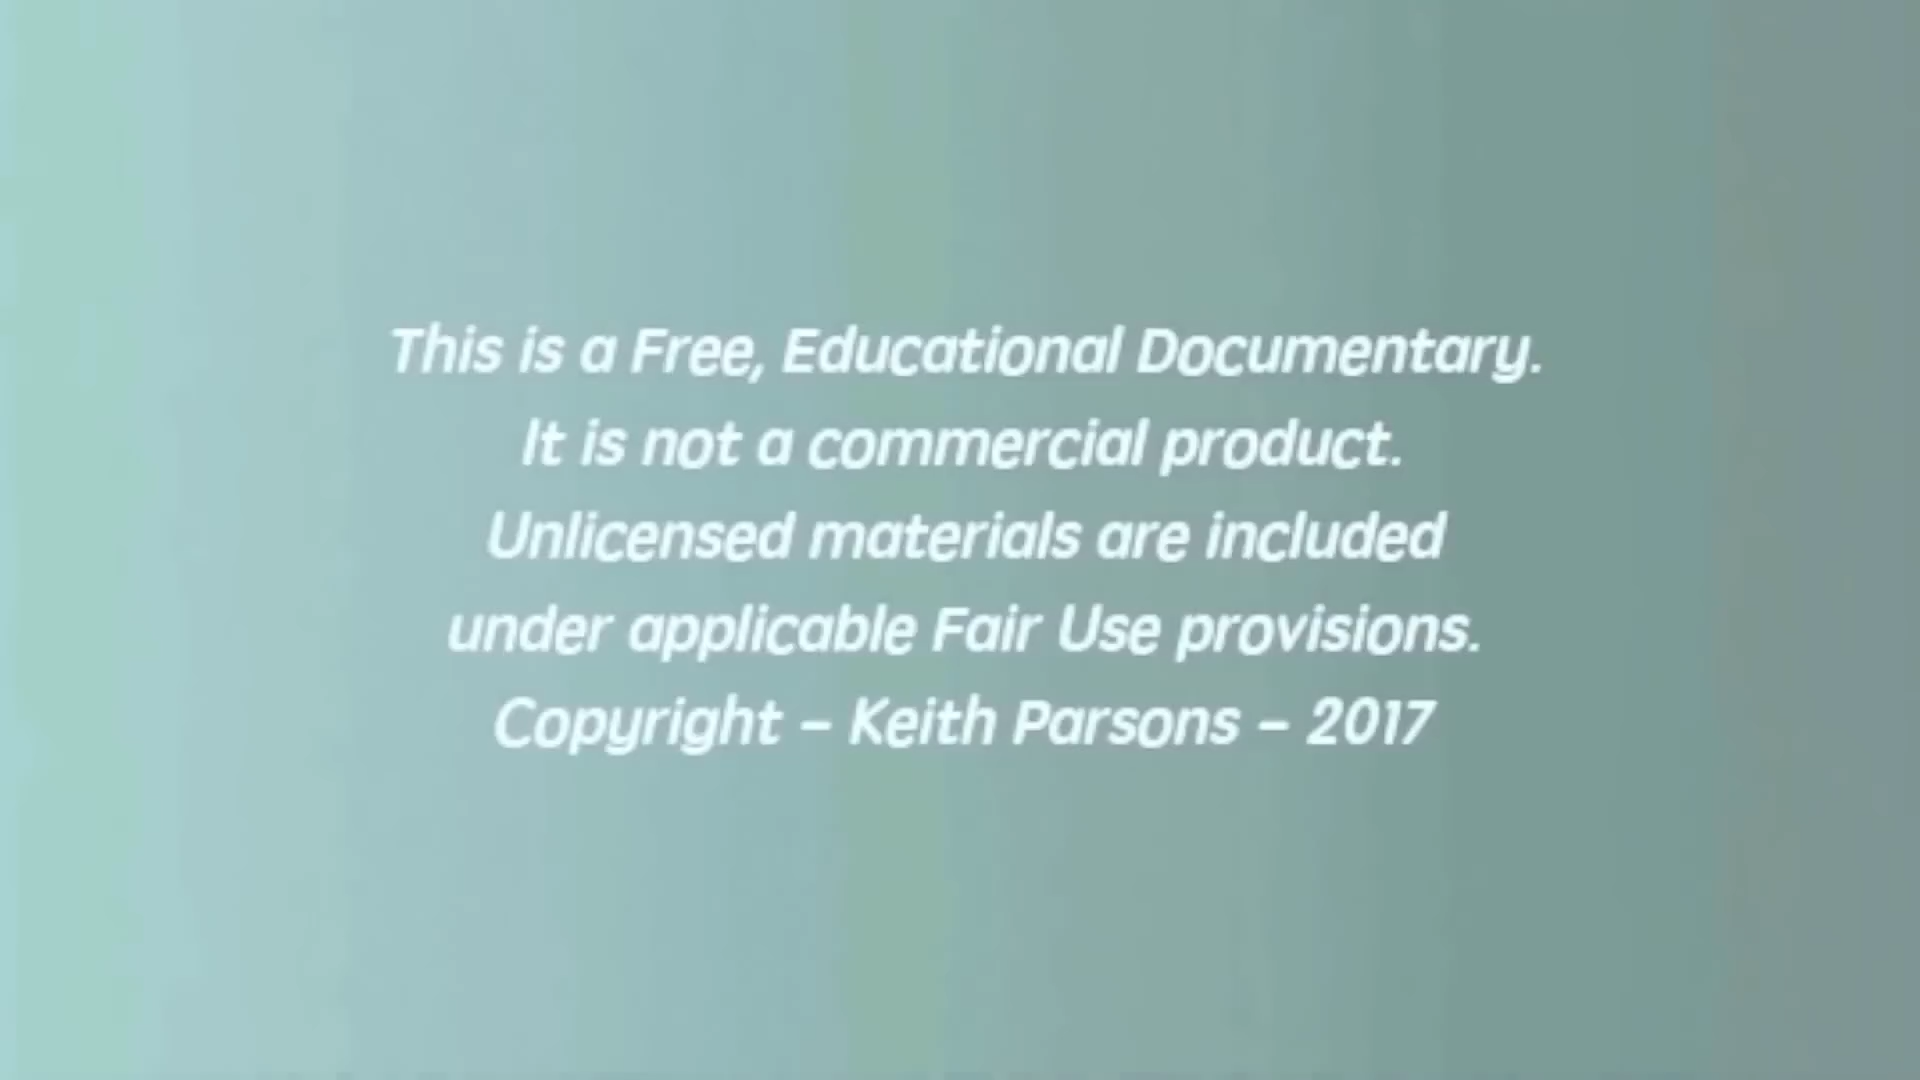 This is a Free, Educational Documentary.
It is not a commercial product.
Unlicensed materials are included
under applicable Fair Use provisions.
Copyright – Keith Parsons – 2017